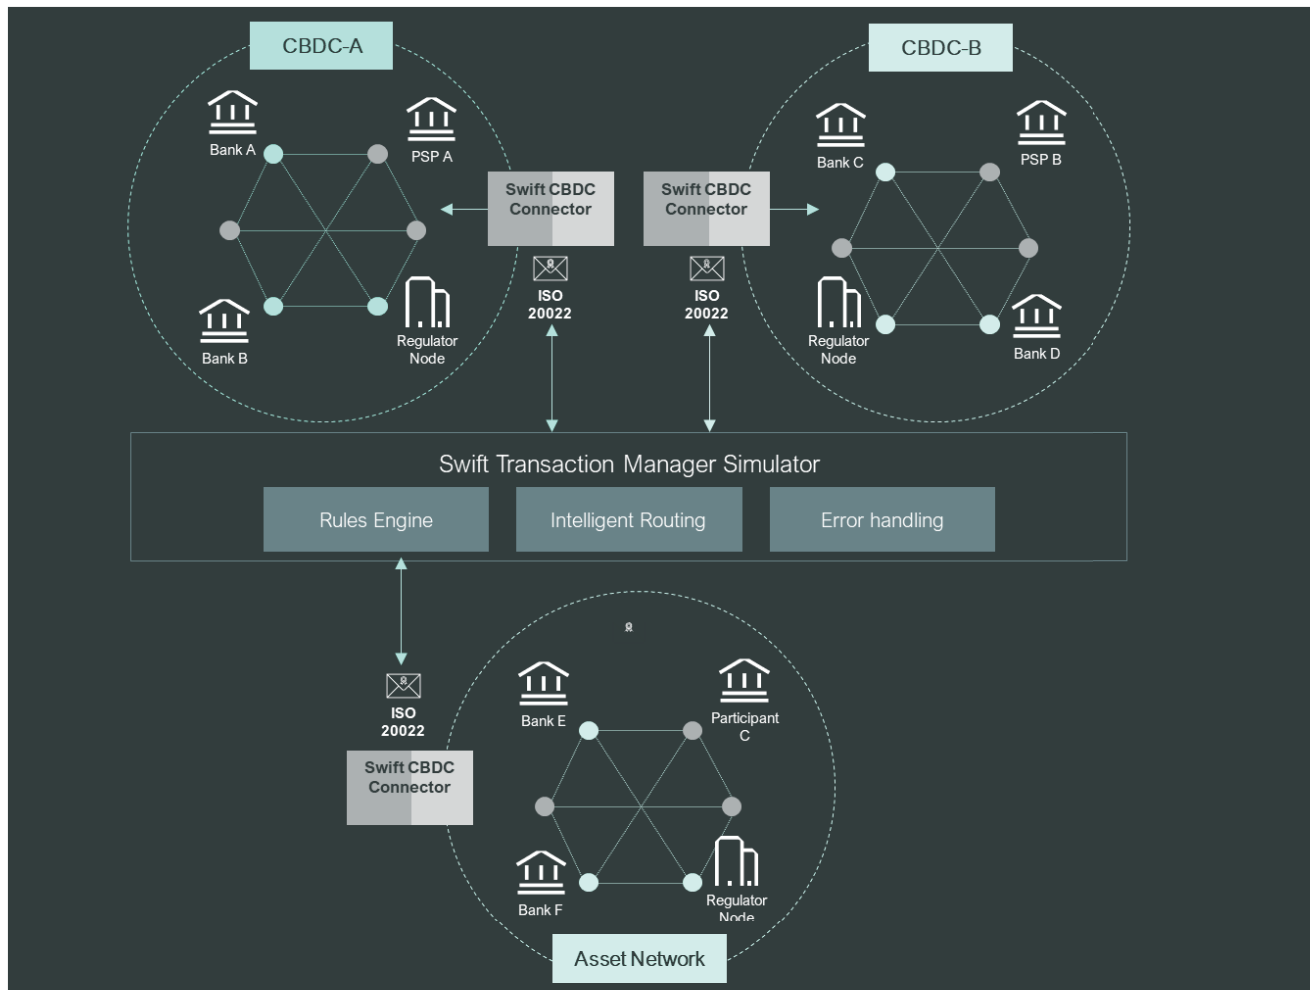 CBDC-A
CBDC-B
Bank A
PSP A
Bank C
PSP B
Swift CBDC
Connector
Swift CBDC
Connector
ISO
20022
ISO
20022
Bank B
Regulator
Node
Regulator
Node
Bank D
Swift Transaction Manager Simulator
Rules Engine
Intelligent Routing
Error handling
ISO
20022
Swift CBDC
Connector
Bank E
Participant
C
Bank F
Regulator
Node
Asset Network